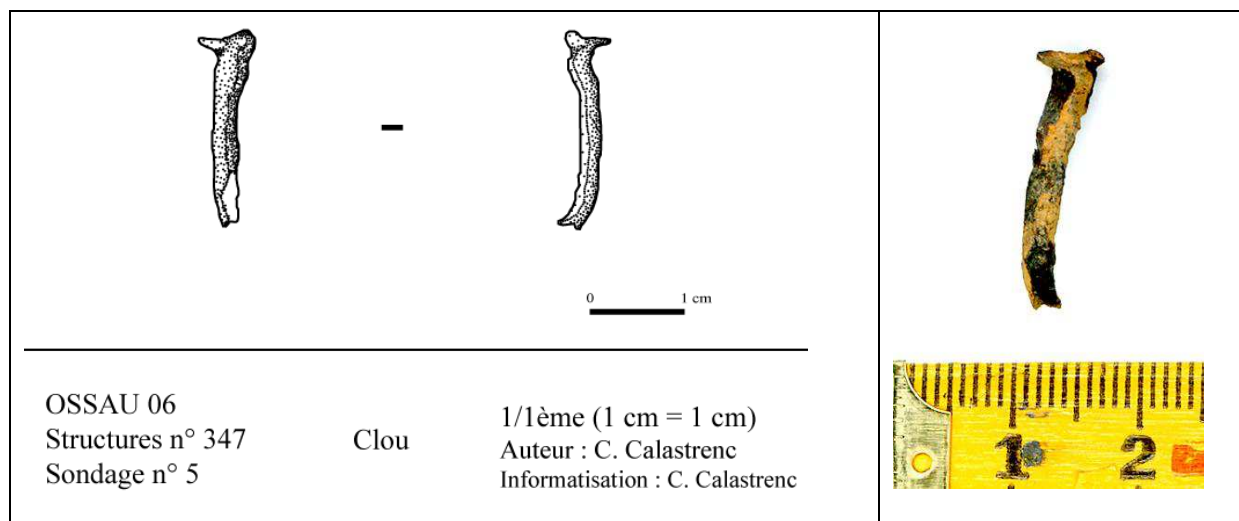 0 1 cm
OSSAU 06
Structures n° 347
Sondage n° 5
Clou
1/1ème (1 cm = 1 cm)
Auteur : C. Calastrenc
Informatisation : C. Calastrenc
1 2